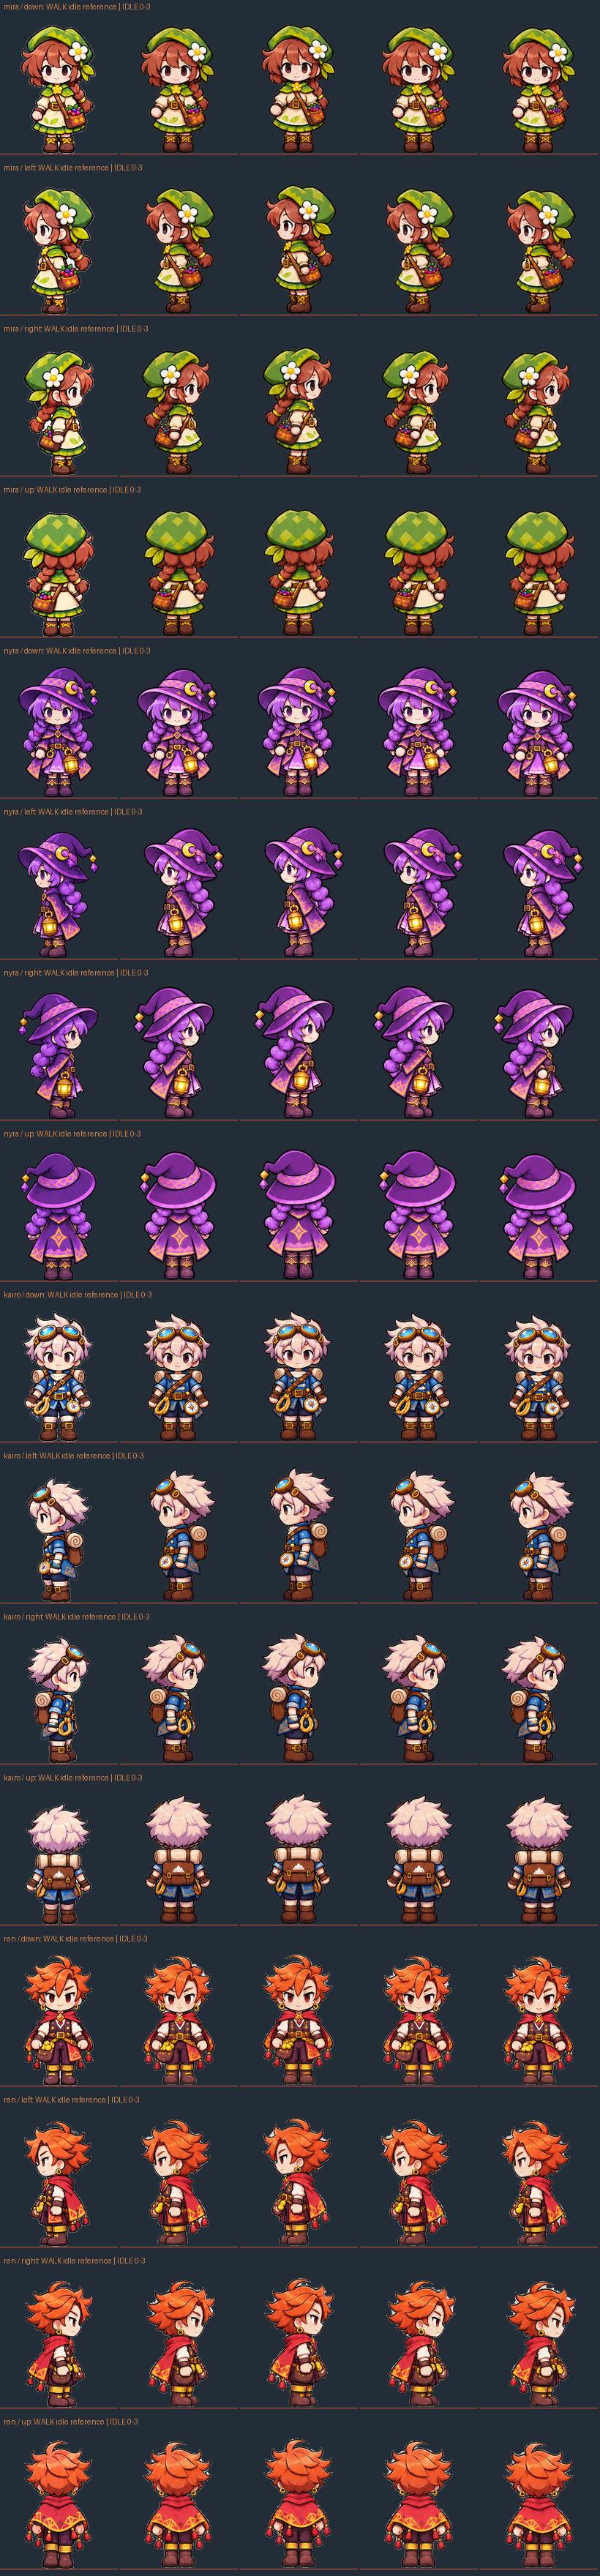 mira / down: WALK idle reference | IDLE 0-3
mira / left: WALK idle reference | IDLE 0-3
mira / right: WALK idle reference | IDLE 0-3
mira / up: WALK idle reference | IDLE 0-3
nyra / down: WALK idle reference | IDLE 0-3
nyra / left: WALK idle reference | IDLE 0-3
nyra / right: WALK idle reference | IDLE 0-3
nyra / up: WALK idle reference | IDLE 0-3
kairo / down: WALK idle reference | IDLE 0-3
kairo / left: WALK idle reference | IDLE 0-3
kairo / right: WALK idle reference | IDLE 0-3
kairo / up: WALK idle reference | IDLE 0-3
ren / down: WALK idle reference | IDLE 0-3
ren / left: WALK idle reference | IDLE 0-3
ren / right: WALK idle reference | IDLE 0-3
ren / up: WALK idle reference | IDLE 0-3